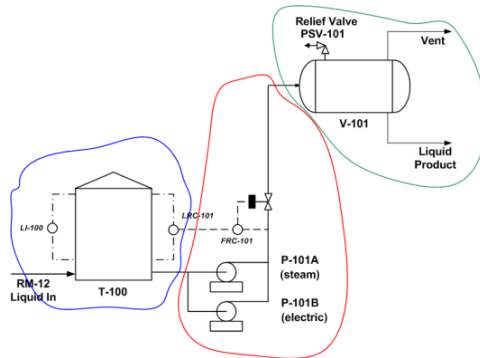 Relief Valve
PSV-101
Vent
V-101
Liquid
Product
LRC-101
LI-100
FRC-101
P-101A
(steam)
RM-12
Liquid In
T-100
P-101B
(electric)